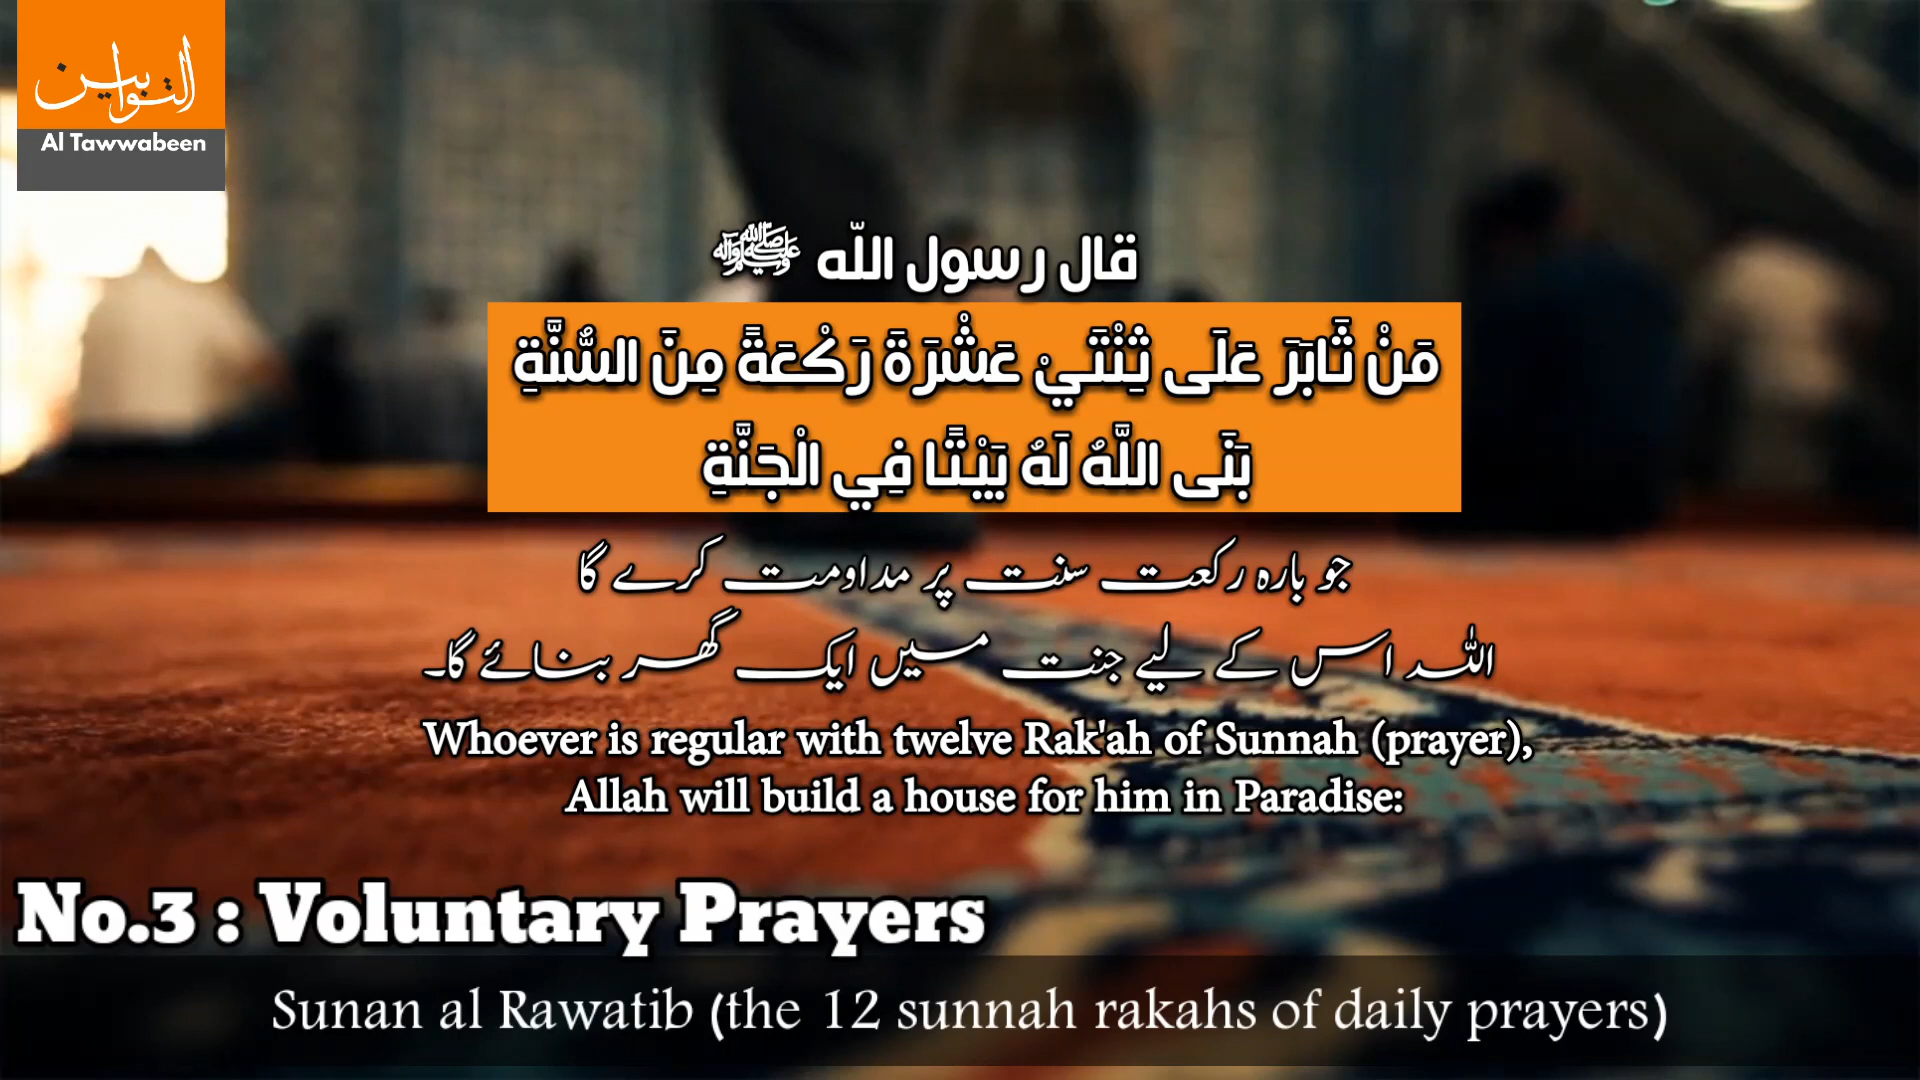 التوابين
Al Tawwabeen
قال رسول الله ﷺ
مَنْ ثَابَرَ عَلَى ثِنْتَيْ عَشْرَةَ رَكْعَةً مِنَ السُّنَّةِ
بَنَى اللَّهُ لَهُ بَيْتًا فِي الْجَنَّةِ
جو بارہ رکعت سنت پر مداومت کرے گا
اللہ اس کے لیے جنت میں ایک گھر بنائے گا۔
Whoever is regular with twelve Rak'ah of Sunnah (prayer),
Allah will build a house for him in Paradise:
No.3 : Voluntary Prayers
Sunan al Rawatib (the 12 sunnah rakahs of daily prayers)